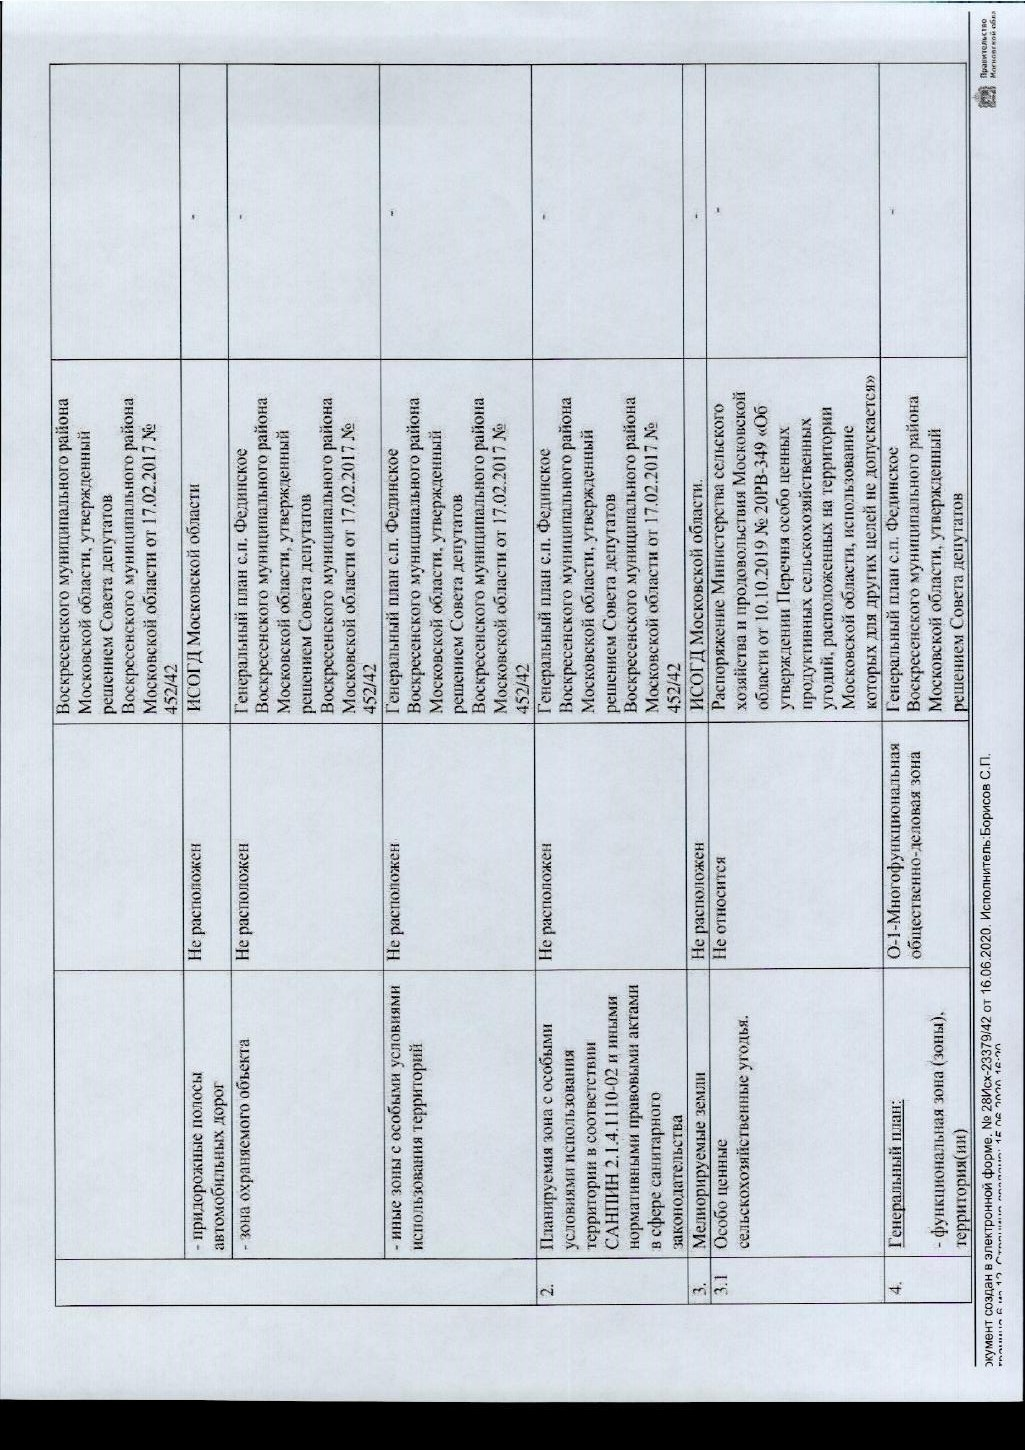 Воскресенского муниципального района
Московской области, утвержденный
решением Совета депутатов
Воскресенского муниципального района
Московской области от 17.02.2017 №
452/42
- придорожные полосы
автомобильных дорог
Не расположен
ИСОГД Московской области
-
- зона охраняемого объекта
Не расположен
Генеральный план с.п. Фединское
Воскресенского муниципального района
Московской области, утвержденный
решением Совета депутатов
Воскресенского муниципального района
Московской области от 17.02.2017 №
452/42
-
- иные зоны с особыми условиями
использования территорий
Не расположен
Генеральный план с.п. Фединское
Воскресенского муниципального района
Московской области, утвержденный
решением Совета депутатов
Воскресенского муниципального района
Московской области от 17.02.2017 №
452/42
-
2.
Планируемая зона с особыми
условиями использования
территории в соответствии
САНПИН 2.1.4.1110-02 и иными
нормативными правовыми актами
в сфере санитарного
законодательства
Не расположен
Генеральный план с.п. Фединское
Воскресенского муниципального района
Московской области, утвержденный
решением Совета депутатов
Воскресенского муниципального района
Московской области от 17.02.2017 №
452/42
-
3.
Мелиорируемые земли
Не расположен
ИСОГД Московской области.
-
3.1
Особо ценные
сельскохозяйственные угодья.
Не относится
Распоряжение Министерства сельского
хозяйства и продовольствия Московской
области от 10.10.2019 № 20РВ-349 «Об
утверждении Перечня особо ценных
продуктивных сельскохозяйственных
угодий, расположенных на территории
Московской области, использование
которых для других целей не допускается»
-
4.
Генеральный план:
- функциональная зона (зоны),
территория(ии)
О-1-Многофункциональная
общественно-деловая зона
Генеральный план с.п. Фединское
Воскресенского муниципального района
Московской области, утвержденный
решением Совета депутатов
-
окумент создан в электронной форме. № 28Исх-23379/42 от 16.06.2020. Исполнитель:Борисов С.П.
Правительство
Московской обл